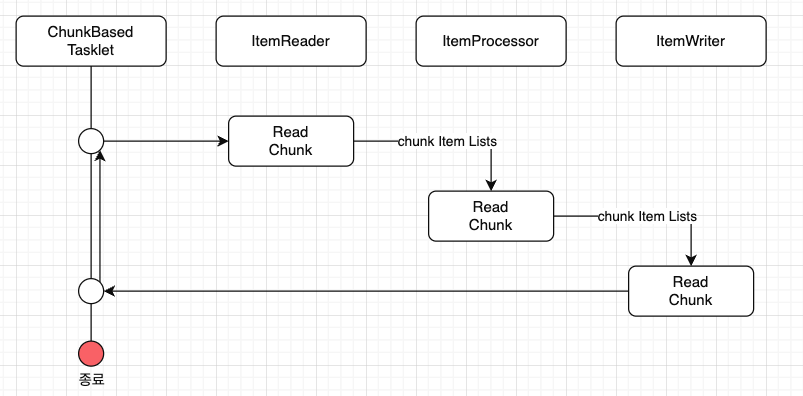 ChunkBased
Tasklet
ItemReader
ItemProcessor
ItemWriter
Read
Chunk
chunk Item Lists
Read
Chunk
chunk Item Lists
Read
Chunk
종료